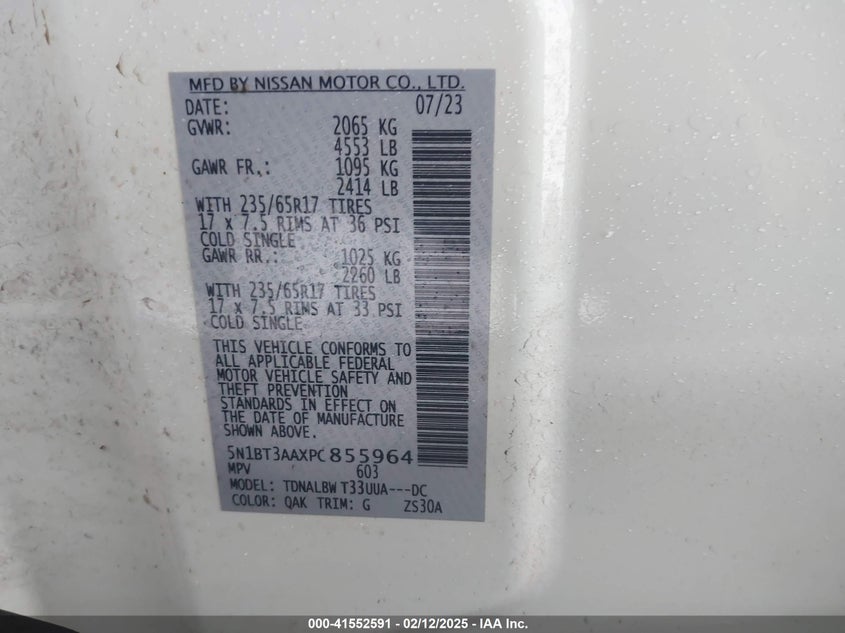 MFD BY NISSAN MOTOR CO., LTD.
DATE: 07/23
GVWR: 2065 KG
4553 LB
GAWR FR.: 1095 KG
2414 LB
WITH 235/65R17 TIRES
17 x 7.5 RIMS AT 36 PSI
COLD SINGLE
GAWR RR.: 1025 KG
2260 LB
WITH 235/65R17 TIRES
17 x 7.5 RIMS AT 33 PSI
COLD SINGLE
THIS VEHICLE CONFORMS TO
ALL APPLICABLE FEDERAL
MOTOR VEHICLE SAFETY AND
THEFT PREVENTION
STANDARDS IN EFFECT ON
THE DATE OF MANUFACTURE
SHOWN ABOVE.
5N1BT3AAXPC855964
MPV 603
MODEL: TDNALBW T33UUA---DC
COLOR: QAK TRIM: G ZS30A
000-41552591 - 02/12/2025 - IAA Inc.